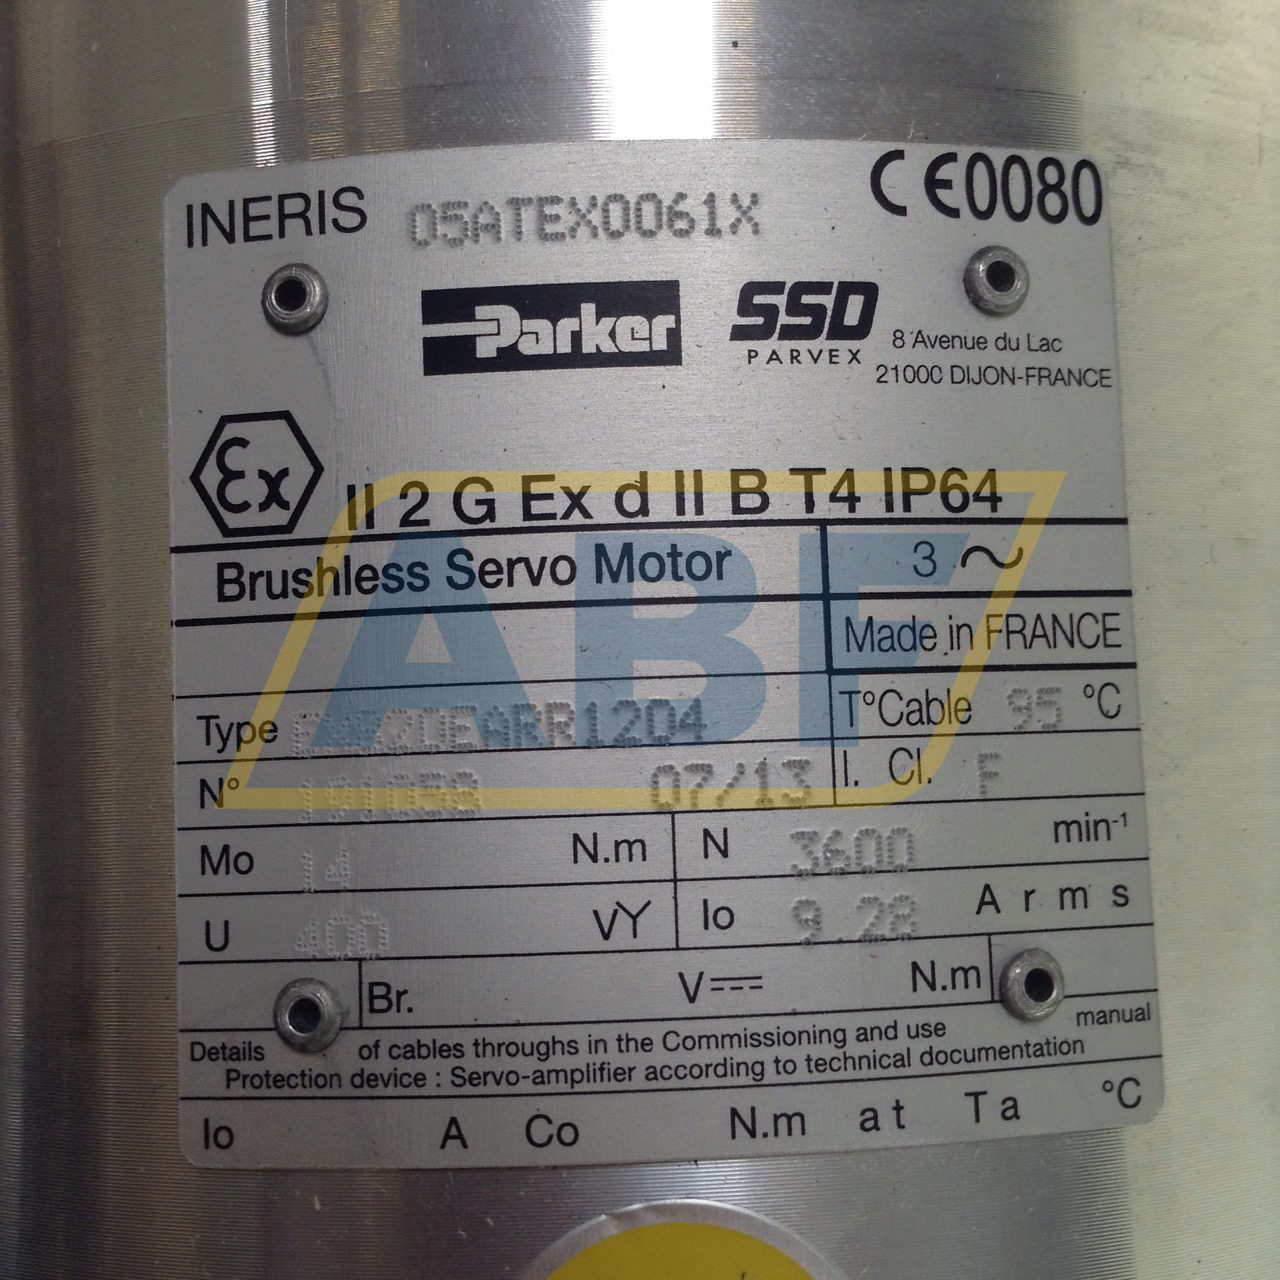 INERIS 05ATEX0061X CE0080
Parker SSD PARVEX
8 Avenue du Lac
21000 DIJON-FRANCE
Ex II 2 G Ex d II B T4 IP64
Brushless Servo Motor 3 ~
Made in FRANCE
Type T°Cable 95 °C
N° 07/13 I. Cl. F
Mo 14 N.m N 3600 min-1
U 400 VY Io 9.28 Arms
Br. V⎓ N.m
Details of cables throughs in the Commissioning and use manual
Protection device : Servo-amplifier according to technical documentation
Io A Co N.m at Ta °C
ABF